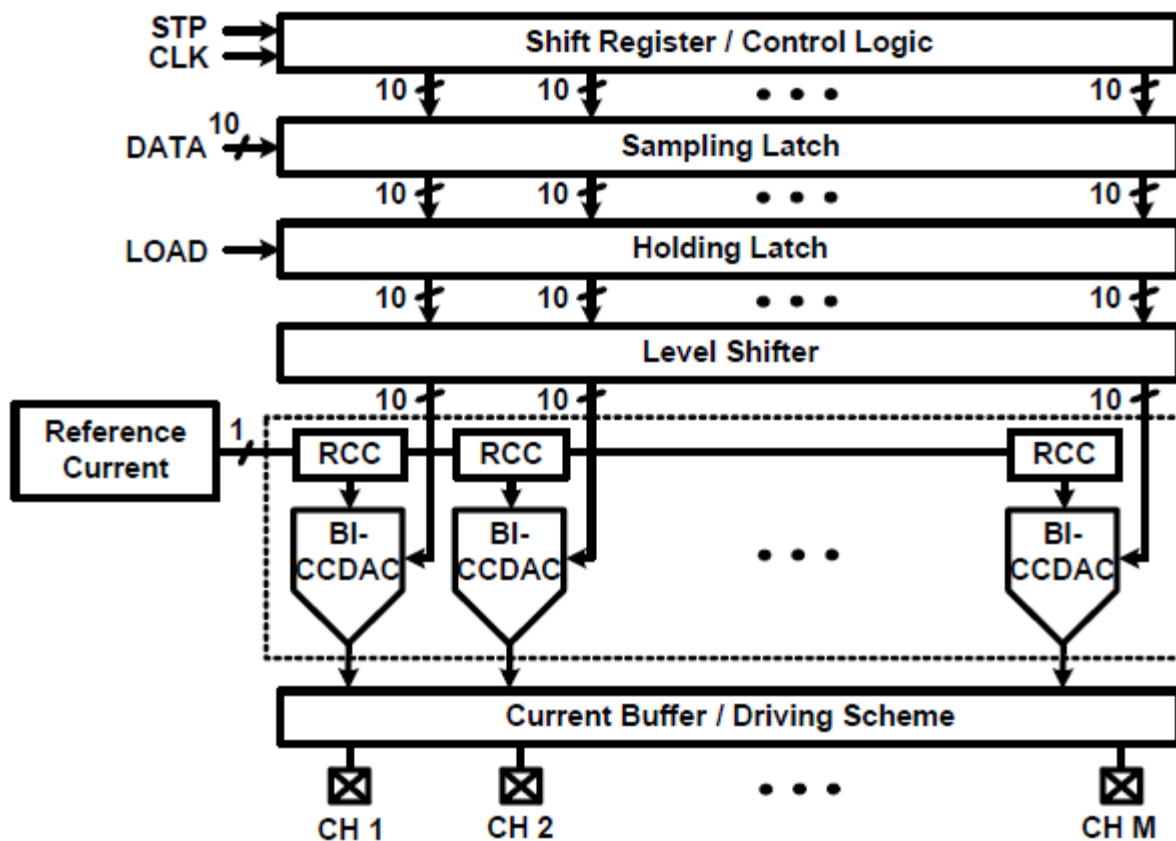 STP
CLK
Shift Register / Control Logic
10 10 10
10
DATA
Sampling Latch
10 10 10
LOAD
Holding Latch
10 10 10
Level Shifter
10 10 10
Reference
Current
1
RCC RCC RCC
BI-
CCDAC
BI-
CCDAC
BI-
CCDAC
Current Buffer / Driving Scheme
CH 1 CH 2 CH M